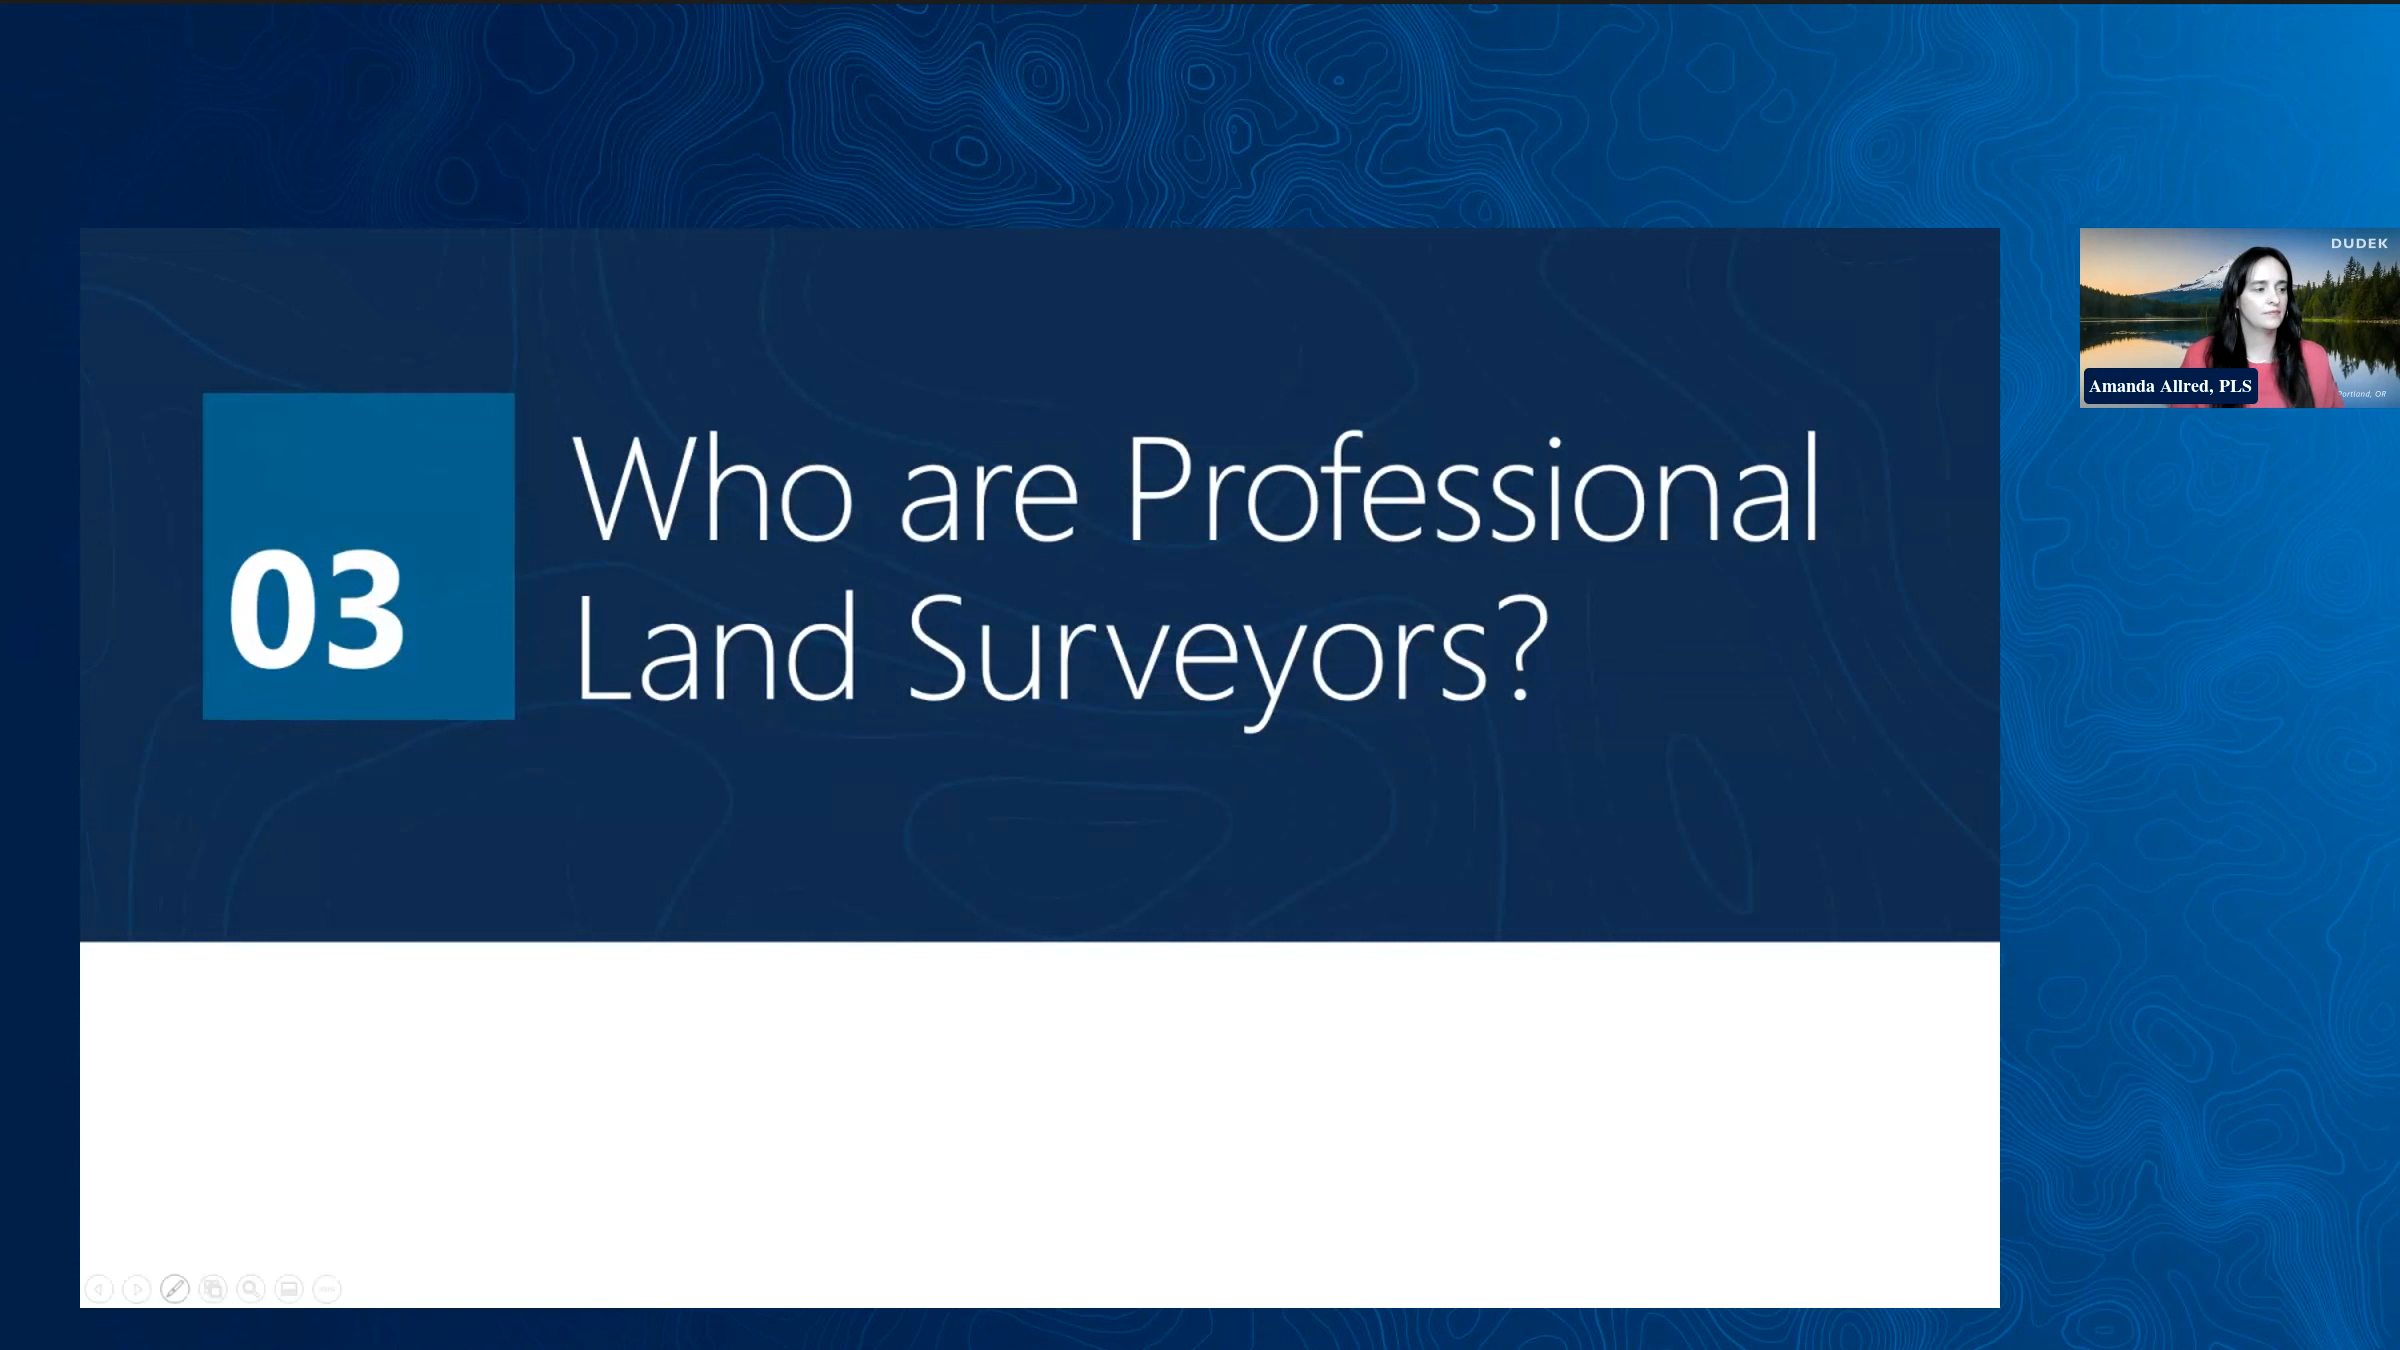 03
Who are Professional
Land Surveyors?
DUDEK
Amanda Allred, PLS
Portland, OR